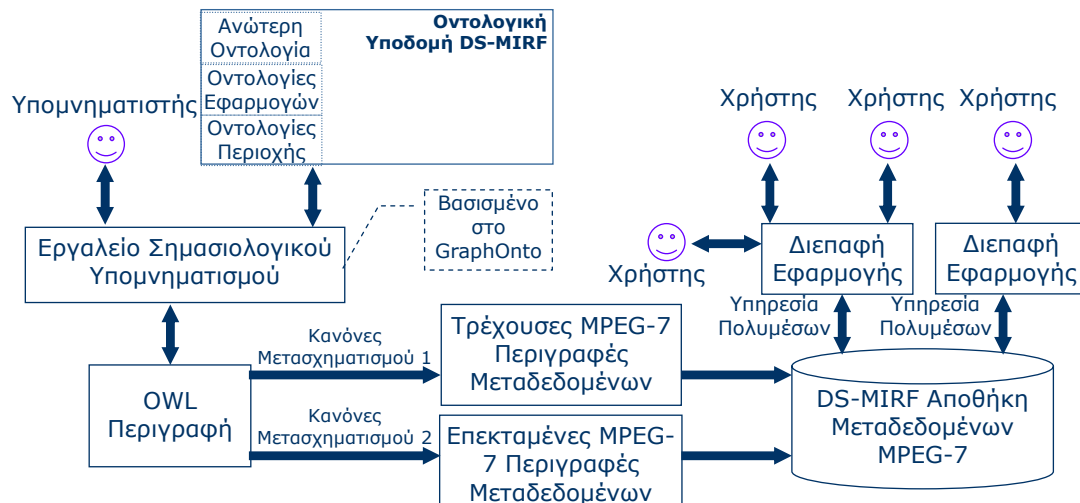 Οντολογική
Υποδομή DS-MIRF
Ανώτερη
Οντολογία
Οντολογίες
Εφαρμογών
Οντολογίες
Περιοχής
Υπομνηματιστής
Χρήστης
Χρήστης
Χρήστης
Βασισμένο
στο
GraphOnto
Εργαλείο Σημασιολογικού
Υπομνηματισμού
Χρήστης
Διεπαφή
Εφαρμογής
Διεπαφή
Εφαρμογής
Υπηρεσία
Πολυμέσων
Υπηρεσία
Πολυμέσων
Κανόνες
Μετασχηματισμού 1
Τρέχουσες MPEG-7
Περιγραφές
Μεταδεδομένων
OWL
Περιγραφή
DS-MIRF Αποθήκη
Μεταδεδομένων
MPEG-7
Κανόνες
Μετασχηματισμού 2
Επεκταμένες MPEG-
7 Περιγραφές
Μεταδεδομένων